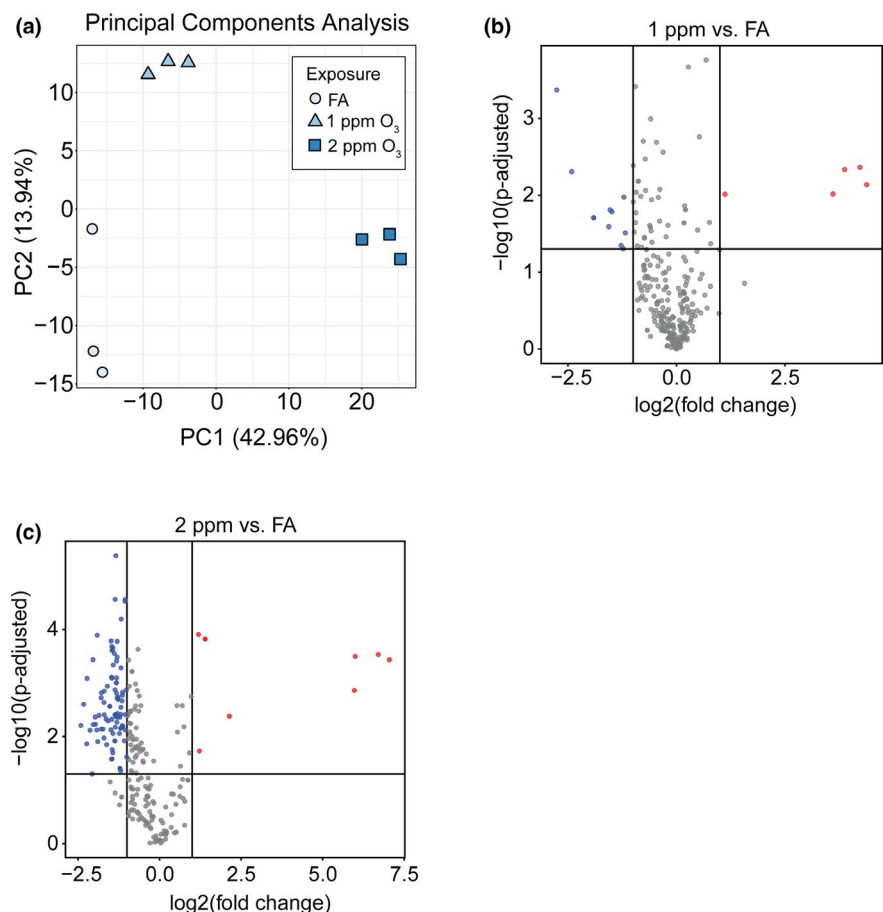 (a)
Principal Components Analysis
Exposure
FA
1 ppm O3
2 ppm O3
10
5
0
−5
−10
−15
PC2 (13.94%)
−10 0 10 20
PC1 (42.96%)
(b)
1 ppm vs. FA
3
2
1
0
−log10(p-adjusted)
−2.5 0.0 2.5
log2(fold change)
(c)
2 ppm vs. FA
4
2
0
−log10(p-adjusted)
−2.5 0.0 2.5 5.0 7.5
log2(fold change)